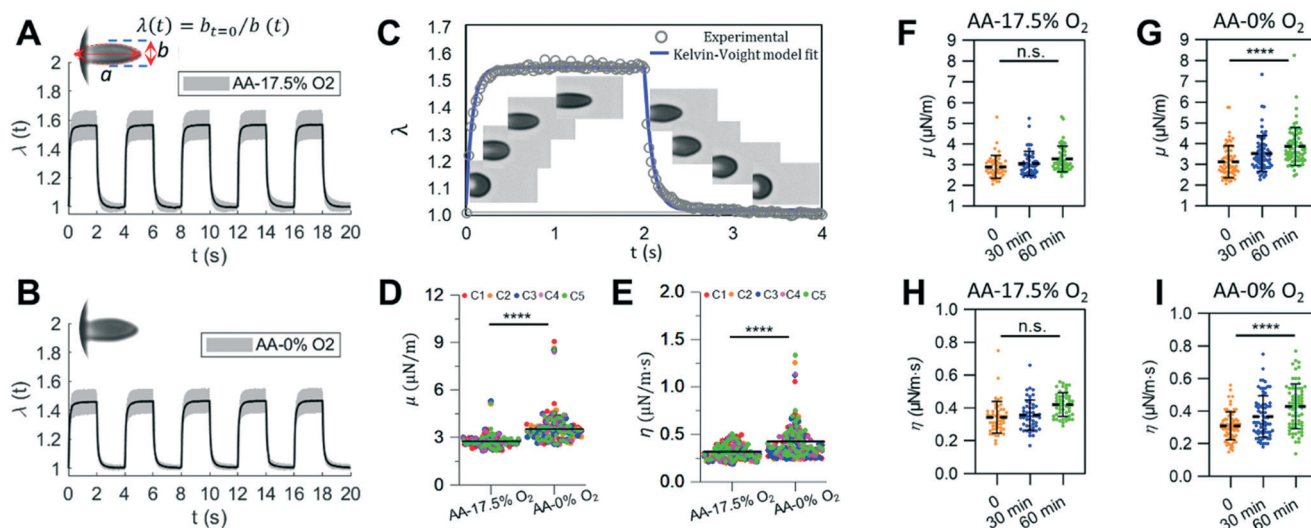 A
λ(t) = b_{t=0}/b (t)
b
a
AA-17.5% O2
λ (t)
2
1.8
1.6
1.4
1.2
1
0 2 4 6 8 10 12 14 16 18 20
t (s)
B
AA-0% O2
λ (t)
2
1.8
1.6
1.4
1.2
1
0 2 4 6 8 10 12 14 16 18 20
t (s)
C
Experimental
Kelvin-Voight model fit
λ
1.6
1.5
1.4
1.3
1.2
1.1
1.0
0 1 2 3 4
t (s)
D
C1 C2 C3 C4 C5
****
μ (μN/m)
12
9
6
3
0
AA-17.5% O₂
AA-0% O₂
E
C1 C2 C3 C4 C5
****
η (μN/m·s)
2.0
1.5
1.0
0.5
0.0
AA-17.5% O₂
AA-0% O₂
F
AA-17.5% O₂
n.s.
μ (μN/m)
9
8
7
6
5
4
3
2
1
0
30 min
60 min
G
AA-0% O₂
****
μ (μN/m)
9
8
7
6
5
4
3
2
1
0
30 min
60 min
H
AA-17.5% O₂
n.s.
η (μN/m·s)
1.0
0.8
0.6
0.4
0.2
0.0
0
30 min
60 min
I
AA-0% O₂
****
η (μN/m·s)
1.0
0.8
0.6
0.4
0.2
0.0
0
30 min
60 min